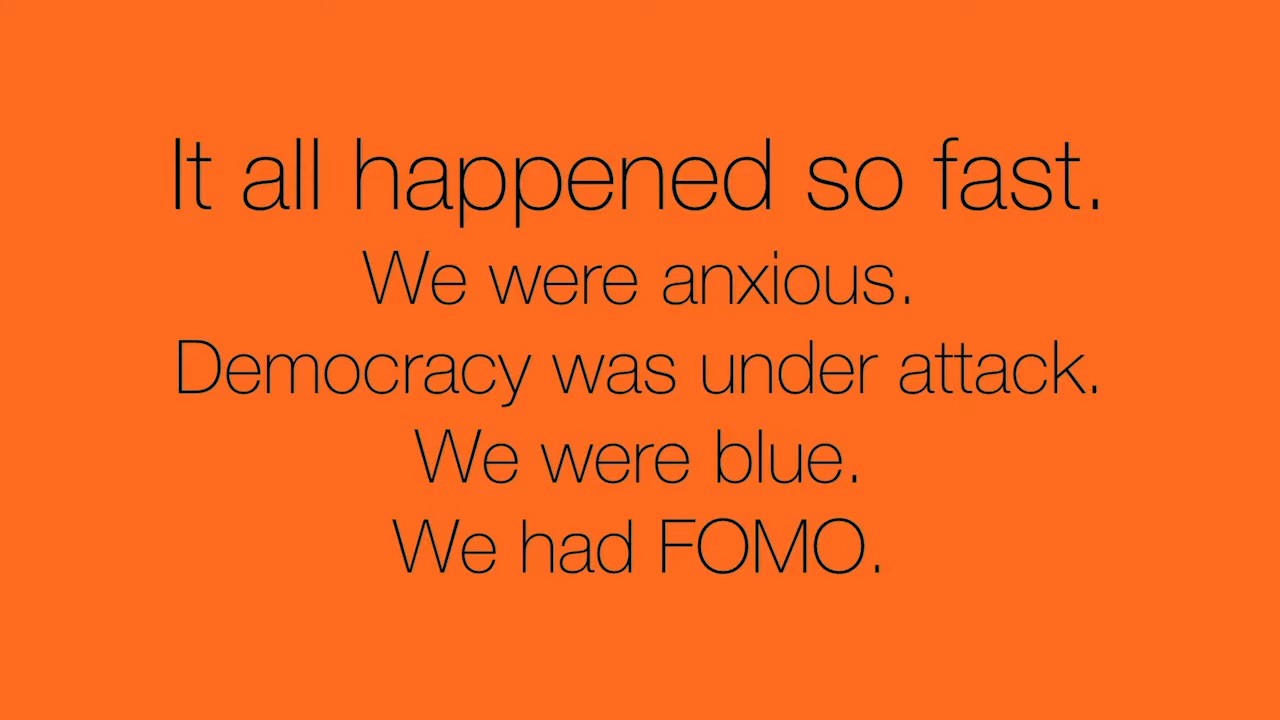 It all happened so fast.
We were anxious.
Democracy was under attack.
We were blue.
We had FOMO.